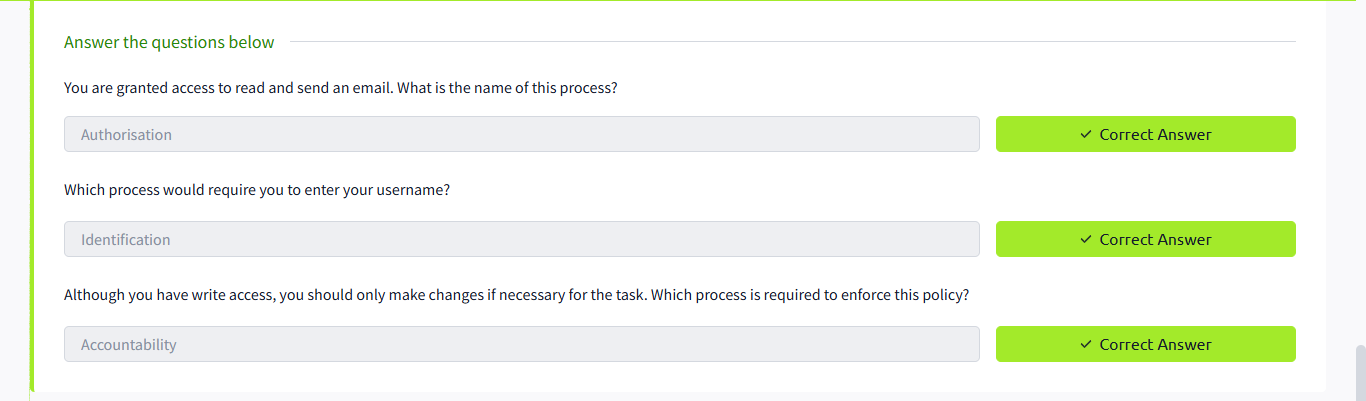 Answer the questions below
You are granted access to read and send an email. What is the name of this process?
Authorisation
✓ Correct Answer
Which process would require you to enter your username?
Identification
✓ Correct Answer
Although you have write access, you should only make changes if necessary for the task. Which process is required to enforce this policy?
Accountability
✓ Correct Answer